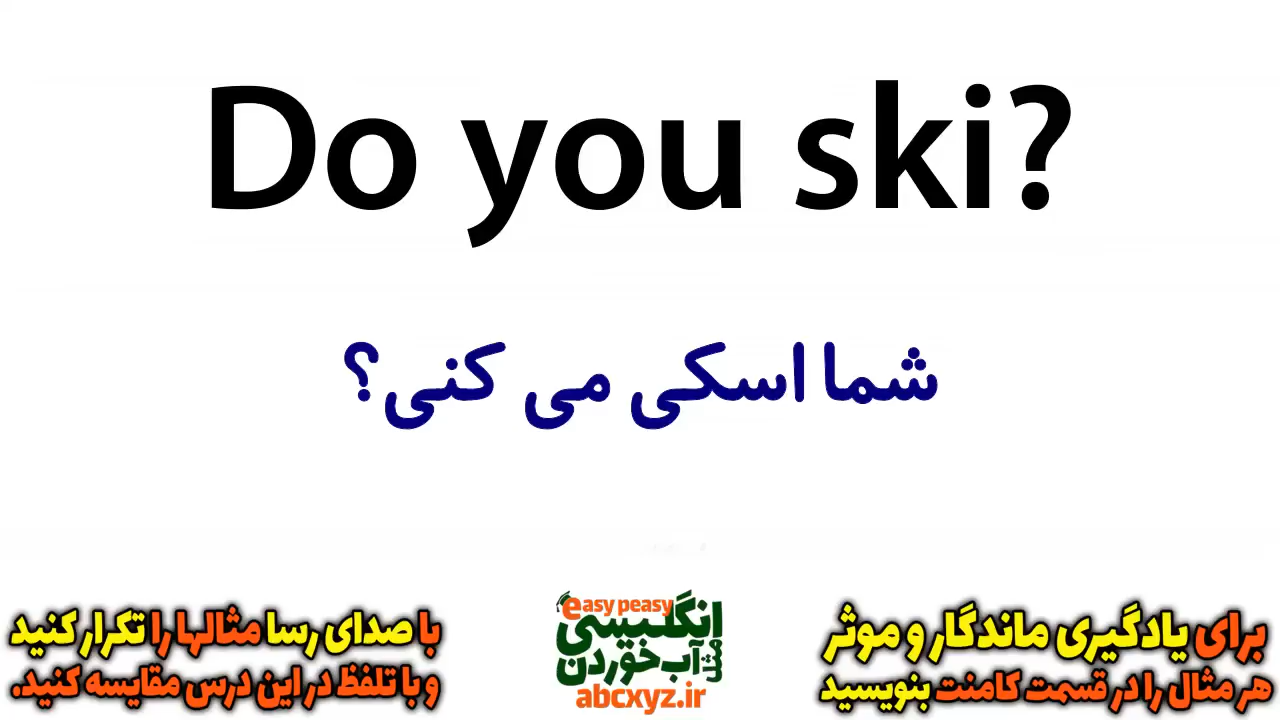 Do you ski?
شما اسکی می کنی؟
برای یادگیری ماندگار و موثر
هر مثال را در قسمت کامنت بنویسید
easy peasy
انگلیسی
مثل آب خوردن
abcxyz.ir
با صدای رسا مثالها را تکرار کنید
و با تلفظ در این درس مقایسه کنید.